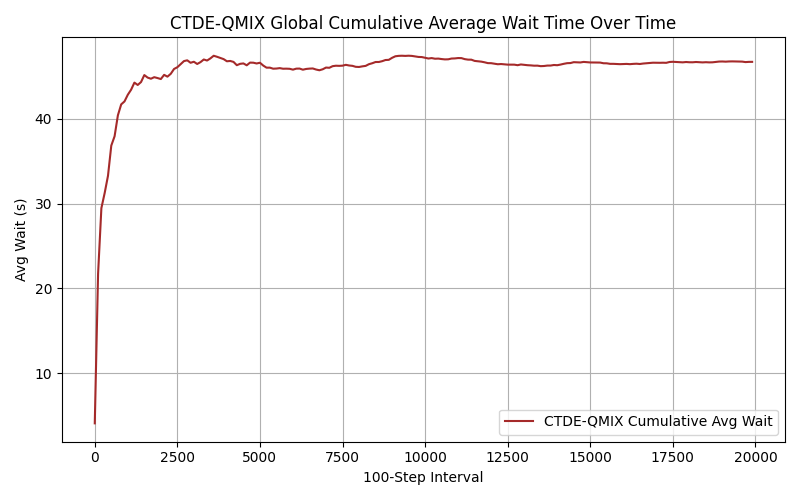 CTDE-QMIX Global Cumulative Average Wait Time Over Time
Avg Wait (s)
40
30
20
10
0 2500 5000 7500 10000 12500 15000 17500 20000
100-Step Interval
CTDE-QMIX Cumulative Avg Wait